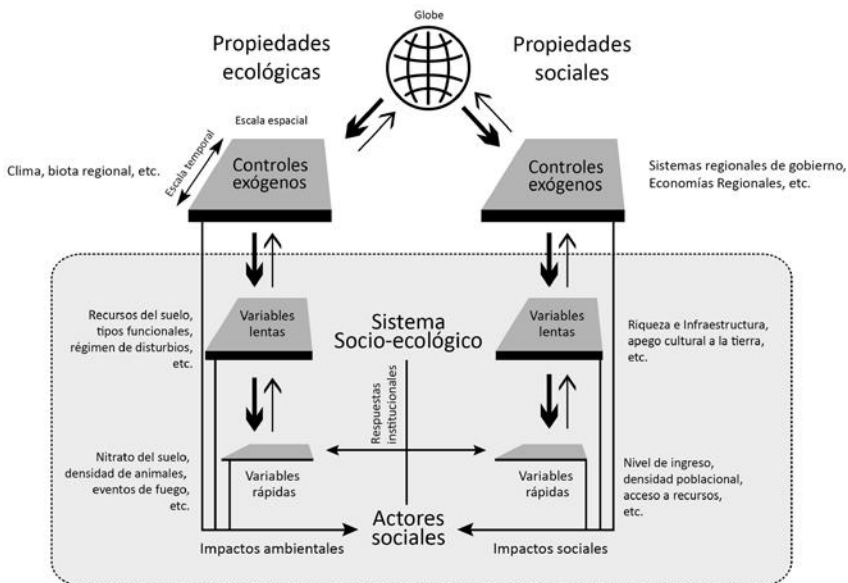 Globe
Propiedades
ecológicas
Propiedades
sociales
Escala espacial
Escala temporal
Clima, biota regional, etc.
Controles
exógenos
Controles
exógenos
Sistemas regionales de gobierno,
Economías Regionales, etc.
Recursos del suelo,
tipos funcionales,
régimen de disturbios,
etc.
Variables
lentas
Sistema
Socio-ecológico
Variables
lentas
Riqueza e Infraestructura,
apego cultural a la tierra,
etc.
Respuestas
institucionales
Nitrato del suelo,
densidad de animales,
eventos de fuego,
etc.
Variables
rápidas
Variables
rápidas
Nivel de ingreso,
densidad poblacional,
acceso a recursos,
etc.
Actores
sociales
Impactos ambientales
Impactos sociales